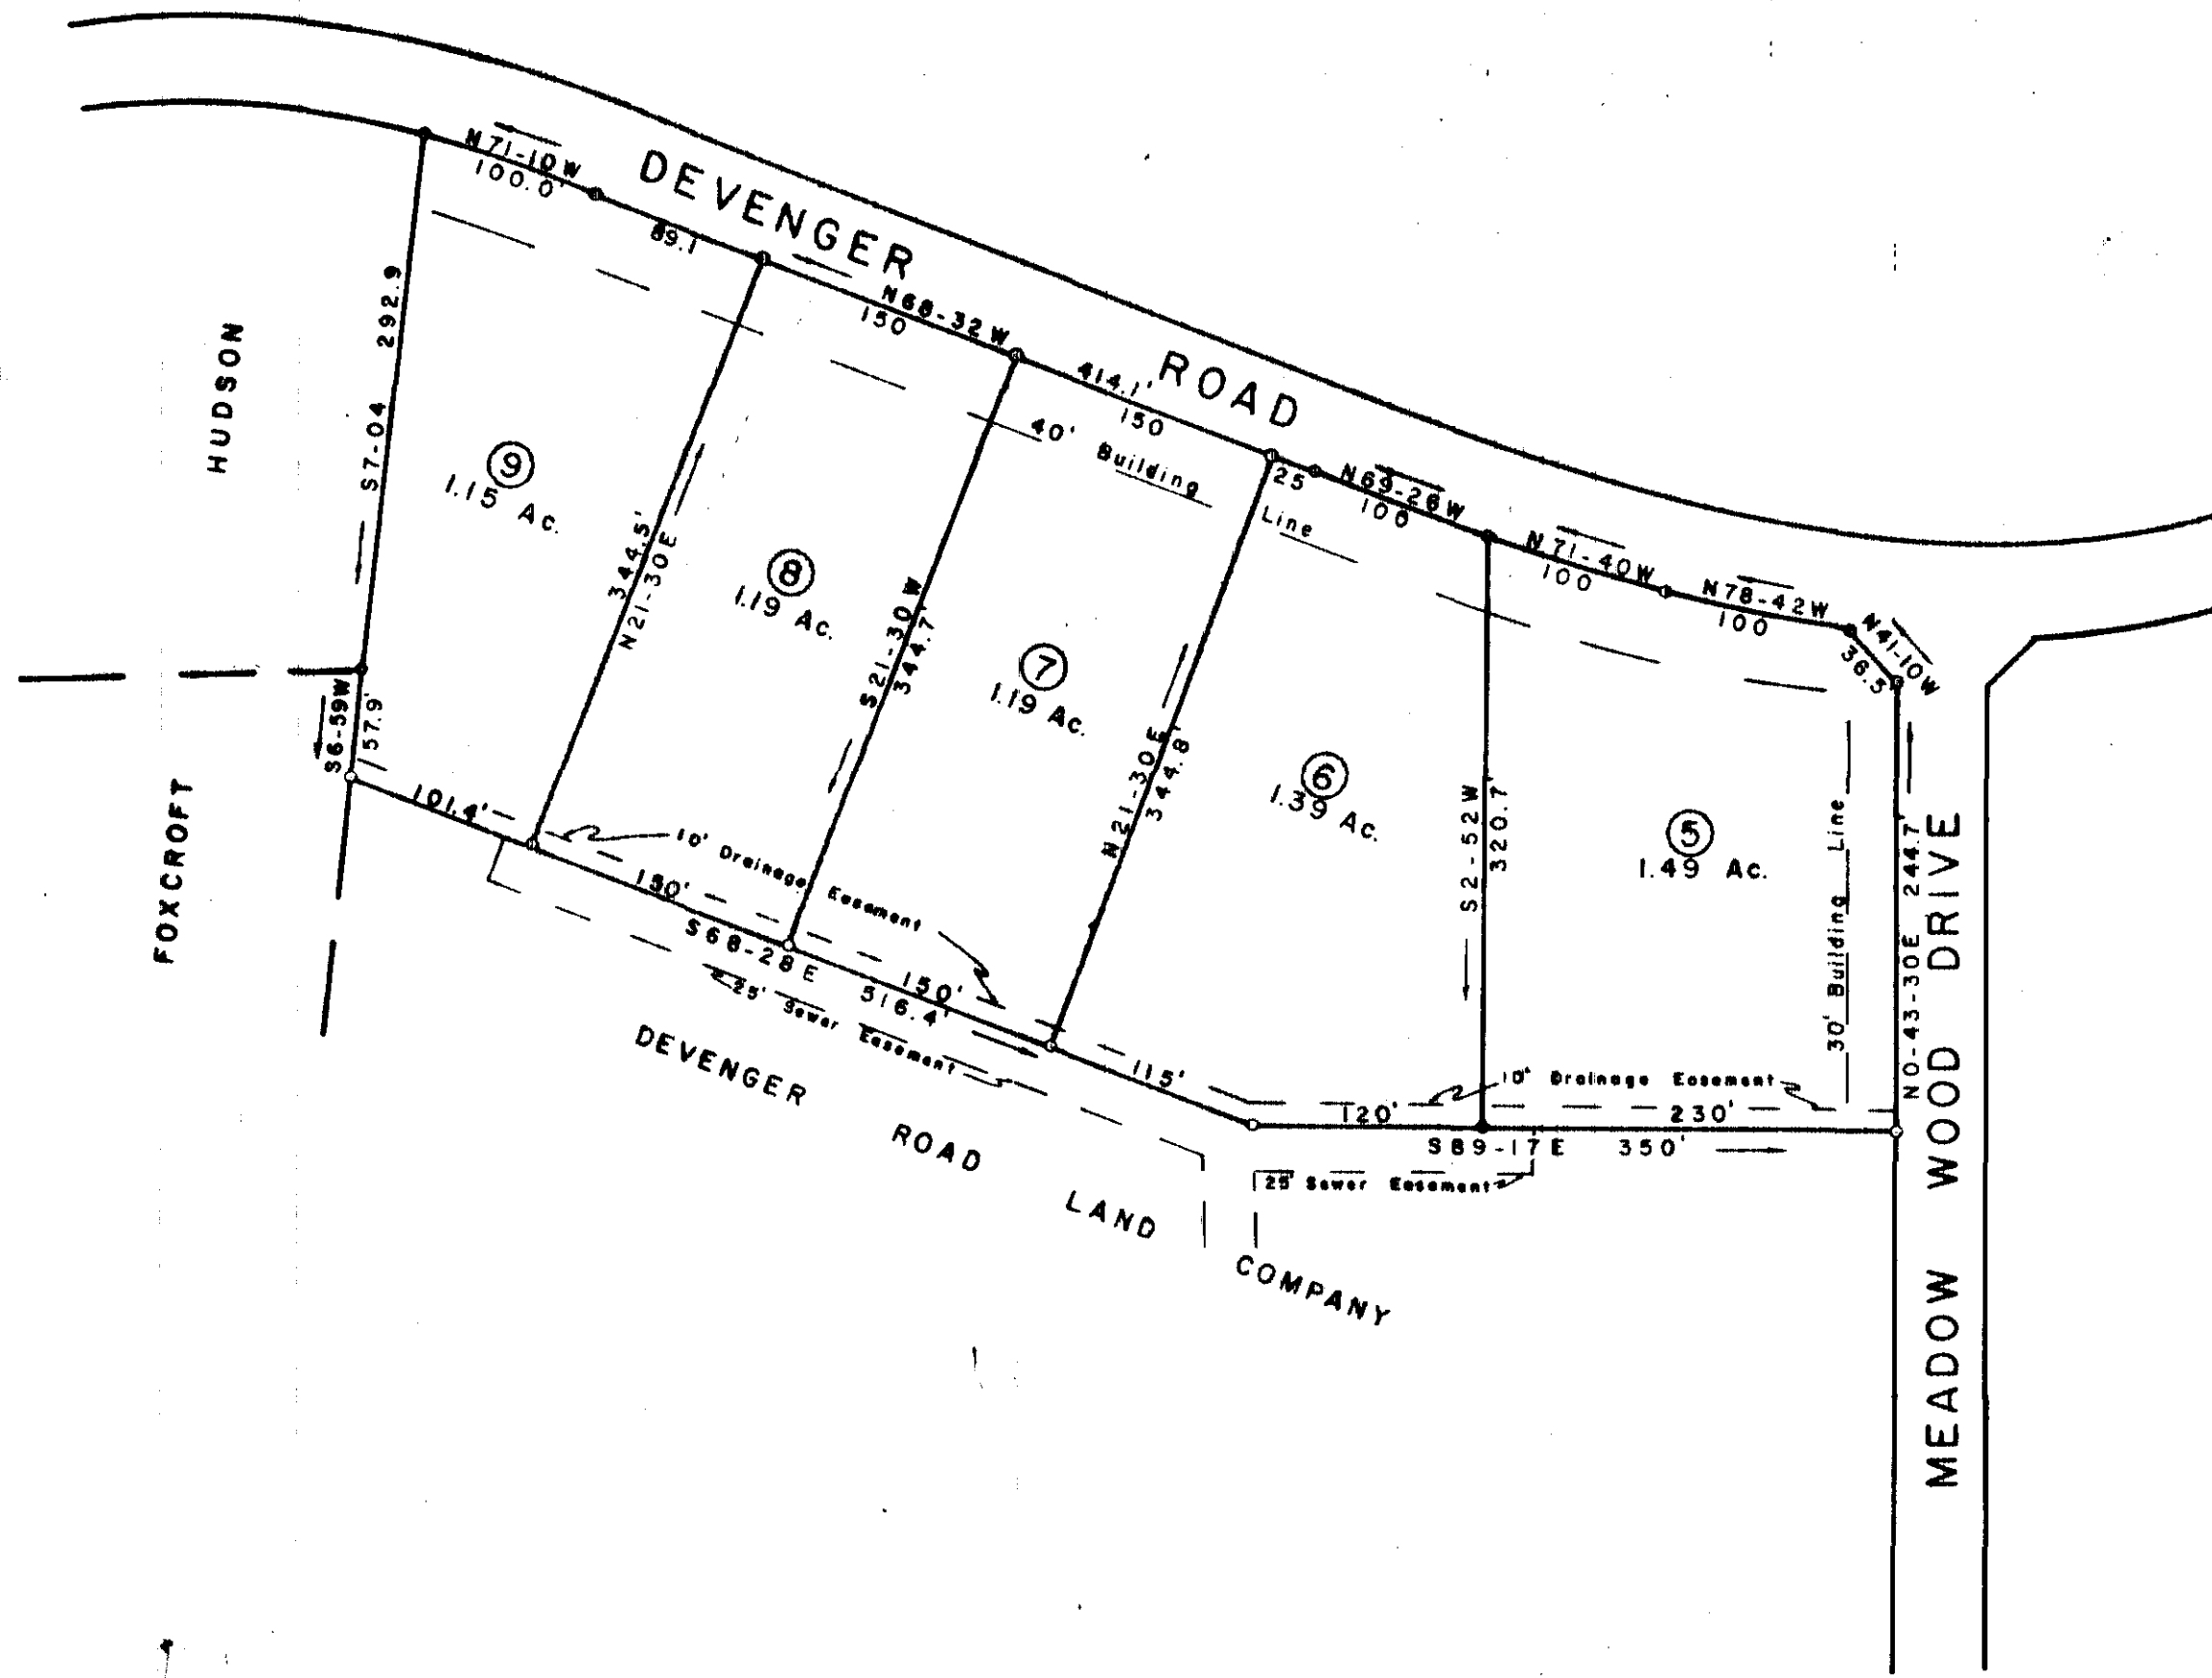 N71-10W
100.0'
DEVENGER
ROAD
89.1
N68-32W
150
414.1'
150
25
N69-26W
100
N71-40W
100
N78-42W
100
N41-10W
36.5
HUDSON
S7-04
292.9
40' Building Line
9
1.15 Ac.
344.5'
N21-30E
8
1.19 Ac.
S21-30W
344.7'
7
1.19 Ac.
N21-30E
344.8'
6
1.39 Ac.
S2-52W
320.7'
5
1.49 Ac.
30' Building Line
N0-43-30E 244.7'
MEADOW WOOD DRIVE
S6-59W
57.9'
FOXCROFT
101.4'
10' Drainage Easement
150'
S68-28E
150'
516.4'
25' Sewer Easement
115'
10' Drainage Easement
120'
230'
S89-17E
350'
25' Sewer Easement
DEVENGER ROAD LAND COMPANY